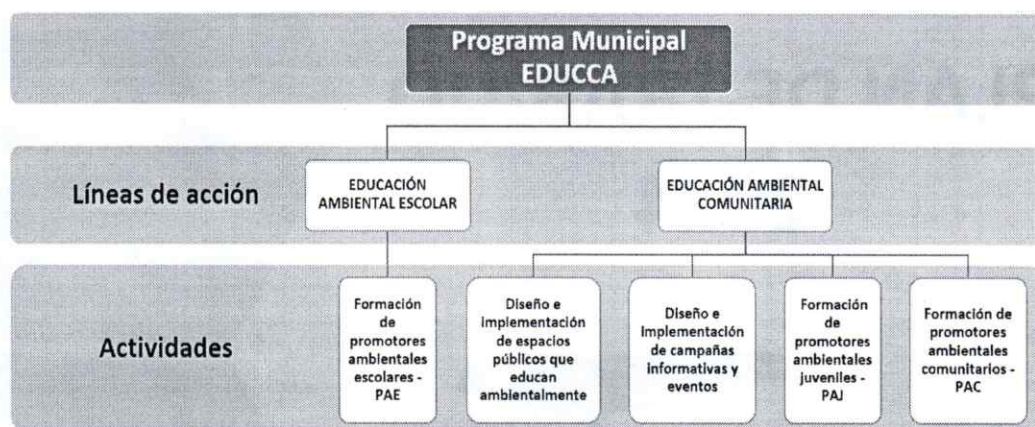 Programa Municipal
EDUCCA
Líneas de acción
EDUCACIÓN
AMBIENTAL ESCOLAR
EDUCACIÓN AMBIENTAL
COMUNITARIA
Actividades
Formación
de
promotores
ambientales
escolares -
PAE
Diseño e
implementación
de espacios
públicos que
educan
ambientalmente
Diseño e
implementación
de campañas
informativas y
eventos
Formación
de
promotores
ambientales
juveniles -
PAJ
Formación de
promotores
ambientales
comunitarios -
PAC